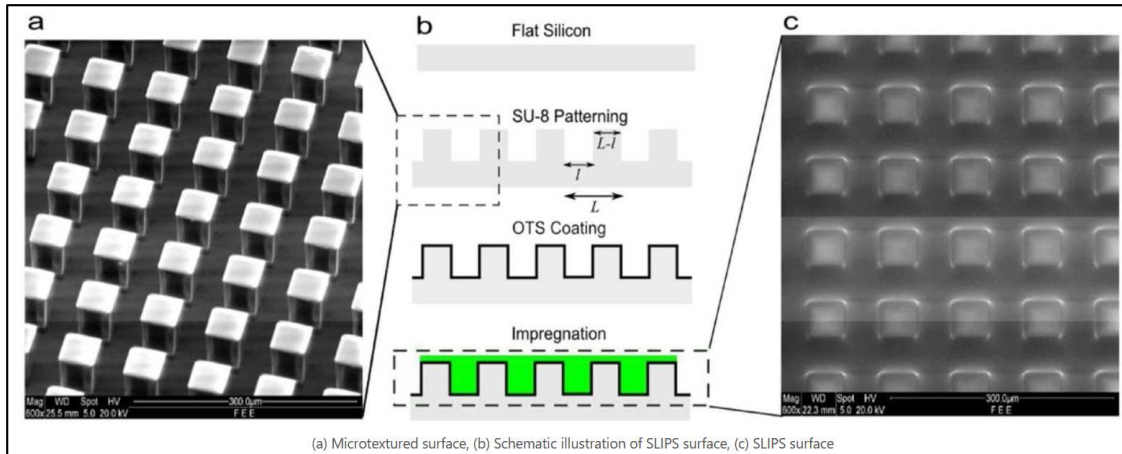 a
b
c
Flat Silicon
SU-8 Patterning
L-l
l
L
OTS Coating
Impregnation
Mag WD Spot HV 300.0µm
600x 25.5 mm 5.0 20.0 kV FEE
Mag WD Spot HV 300.0µm
600x 22.3 mm 5.0 20.0 kV FEE
(a) Microtextured surface, (b) Schematic illustration of SLIPS surface, (c) SLIPS surface